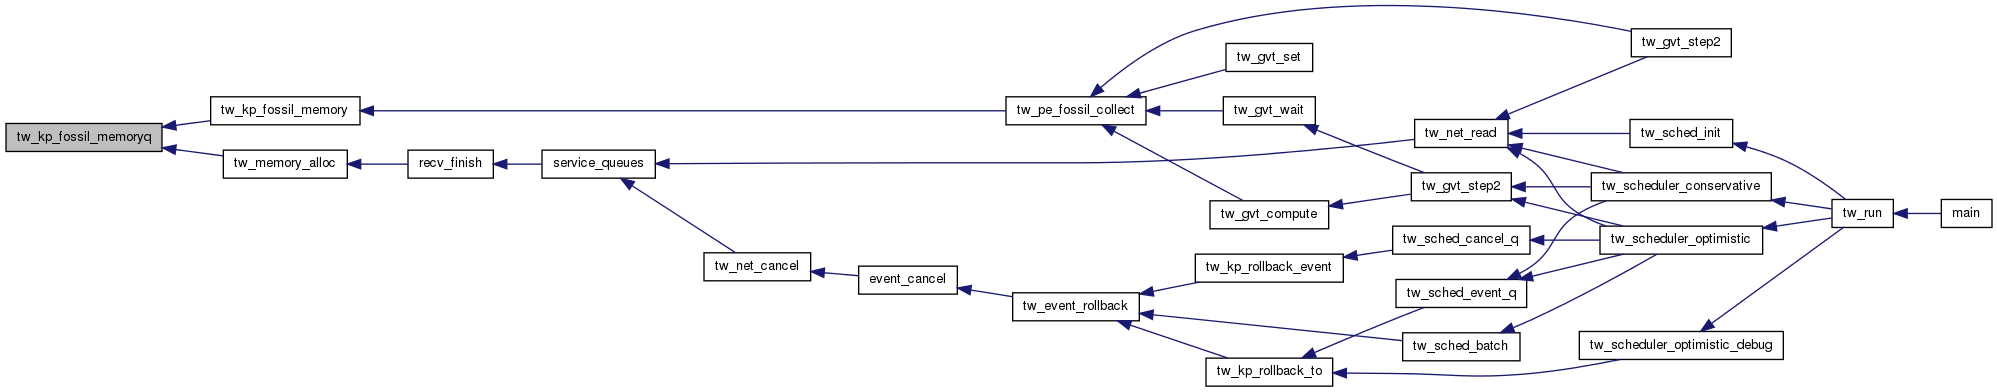 tw_kp_fossil_memoryq
tw_kp_fossil_memory
tw_memory_alloc
recv_finish
service_queues
tw_net_cancel
event_cancel
tw_pe_fossil_collect
tw_event_rollback
tw_gvt_set
tw_gvt_wait
tw_gvt_compute
tw_kp_rollback_event
tw_kp_rollback_to
tw_net_read
tw_gvt_step2
tw_sched_cancel_q
tw_sched_event_q
tw_sched_batch
tw_gvt_step2
tw_sched_init
tw_scheduler_conservative
tw_scheduler_optimistic
tw_scheduler_optimistic_debug
tw_run
main